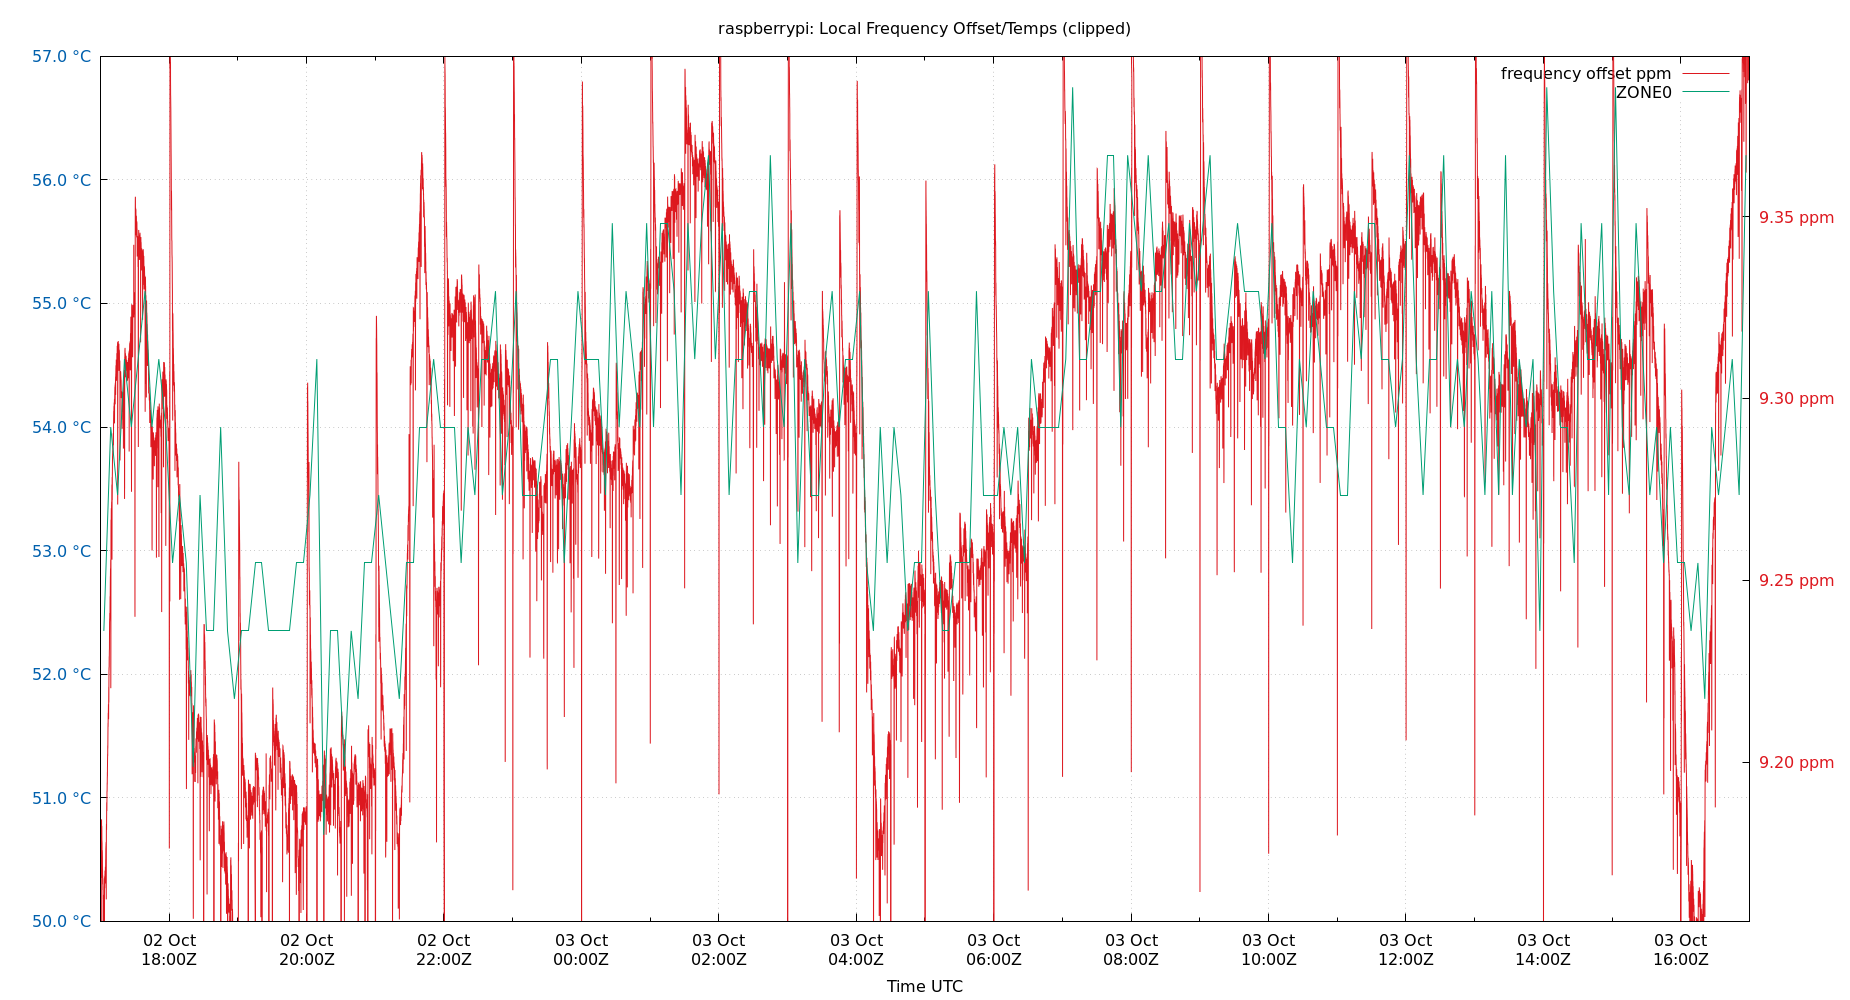 raspberrypi: Local Frequency Offset/Temps (clipped)
57.0 °C
56.0 °C
55.0 °C
54.0 °C
53.0 °C
52.0 °C
51.0 °C
50.0 °C
frequency offset ppm
ZONE0
9.35 ppm
9.30 ppm
9.25 ppm
9.20 ppm
02 Oct
18:00Z
02 Oct
20:00Z
02 Oct
22:00Z
03 Oct
00:00Z
03 Oct
02:00Z
03 Oct
04:00Z
03 Oct
06:00Z
03 Oct
08:00Z
03 Oct
10:00Z
03 Oct
12:00Z
03 Oct
14:00Z
03 Oct
16:00Z
Time UTC